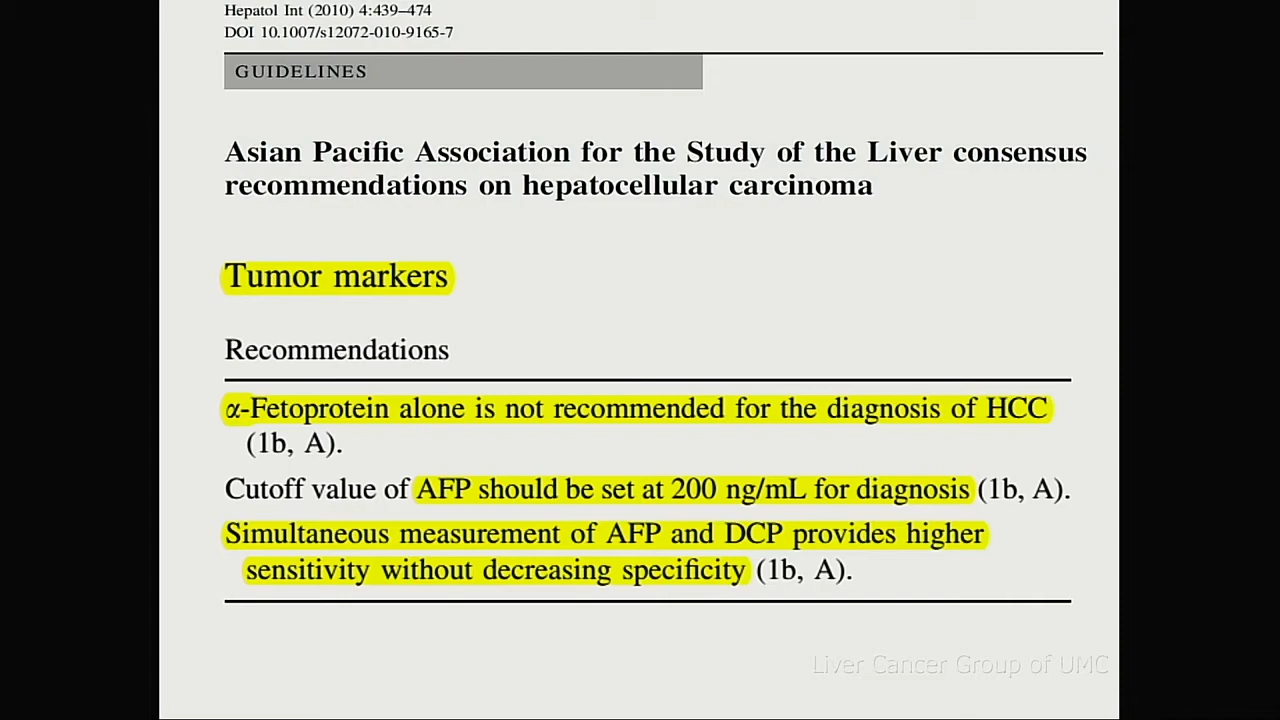 Hepatol Int (2010) 4:439–474
DOI 10.1007/s12072-010-9165-7
GUIDELINES
Asian Pacific Association for the Study of the Liver consensus
recommendations on hepatocellular carcinoma
Tumor markers
Recommendations
α-Fetoprotein alone is not recommended for the diagnosis of HCC
(1b, A).
Cutoff value of AFP should be set at 200 ng/mL for diagnosis (1b, A).
Simultaneous measurement of AFP and DCP provides higher
sensitivity without decreasing specificity (1b, A).
Liver Cancer Group of UMC